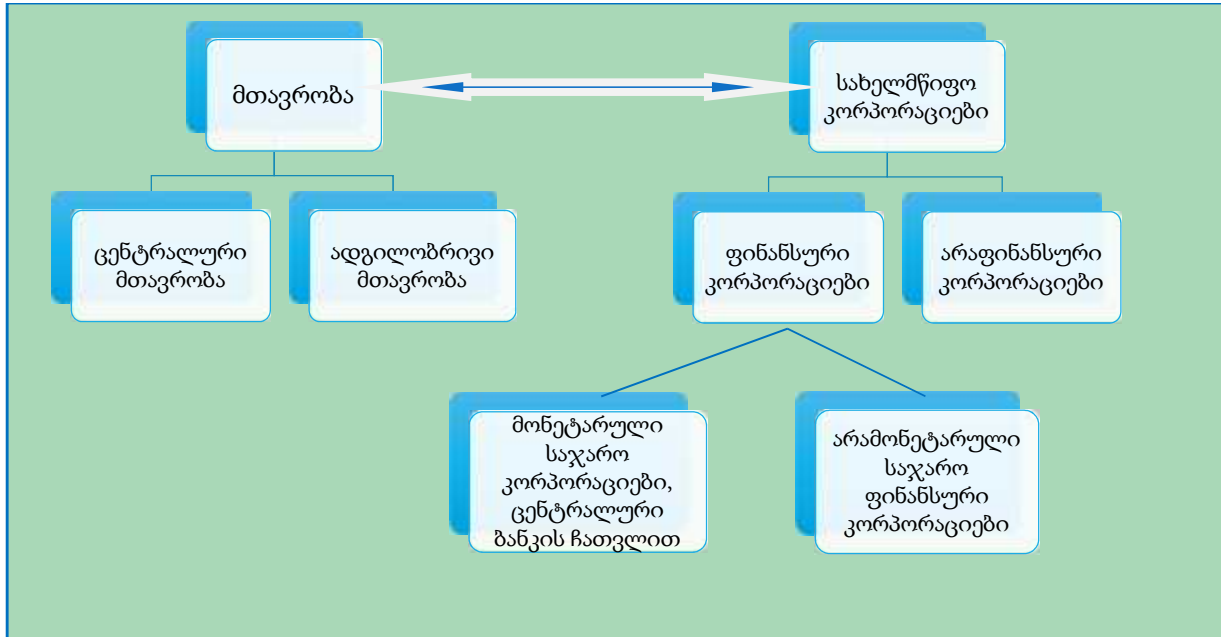 მთავრობა
სახელმწიფო
კორპორაციები
ცენტრალური
მთავრობა
ადგილობრივი
მთავრობა
ფინანსური
კორპორაციები
არაფინანსური
კორპორაციები
მონეტარული
საჯარო
კორპორაციები,
ცენტრალური
ბანკის ჩათვლით
არამონეტარული
საჯარო
ფინანსური
კორპორაციები